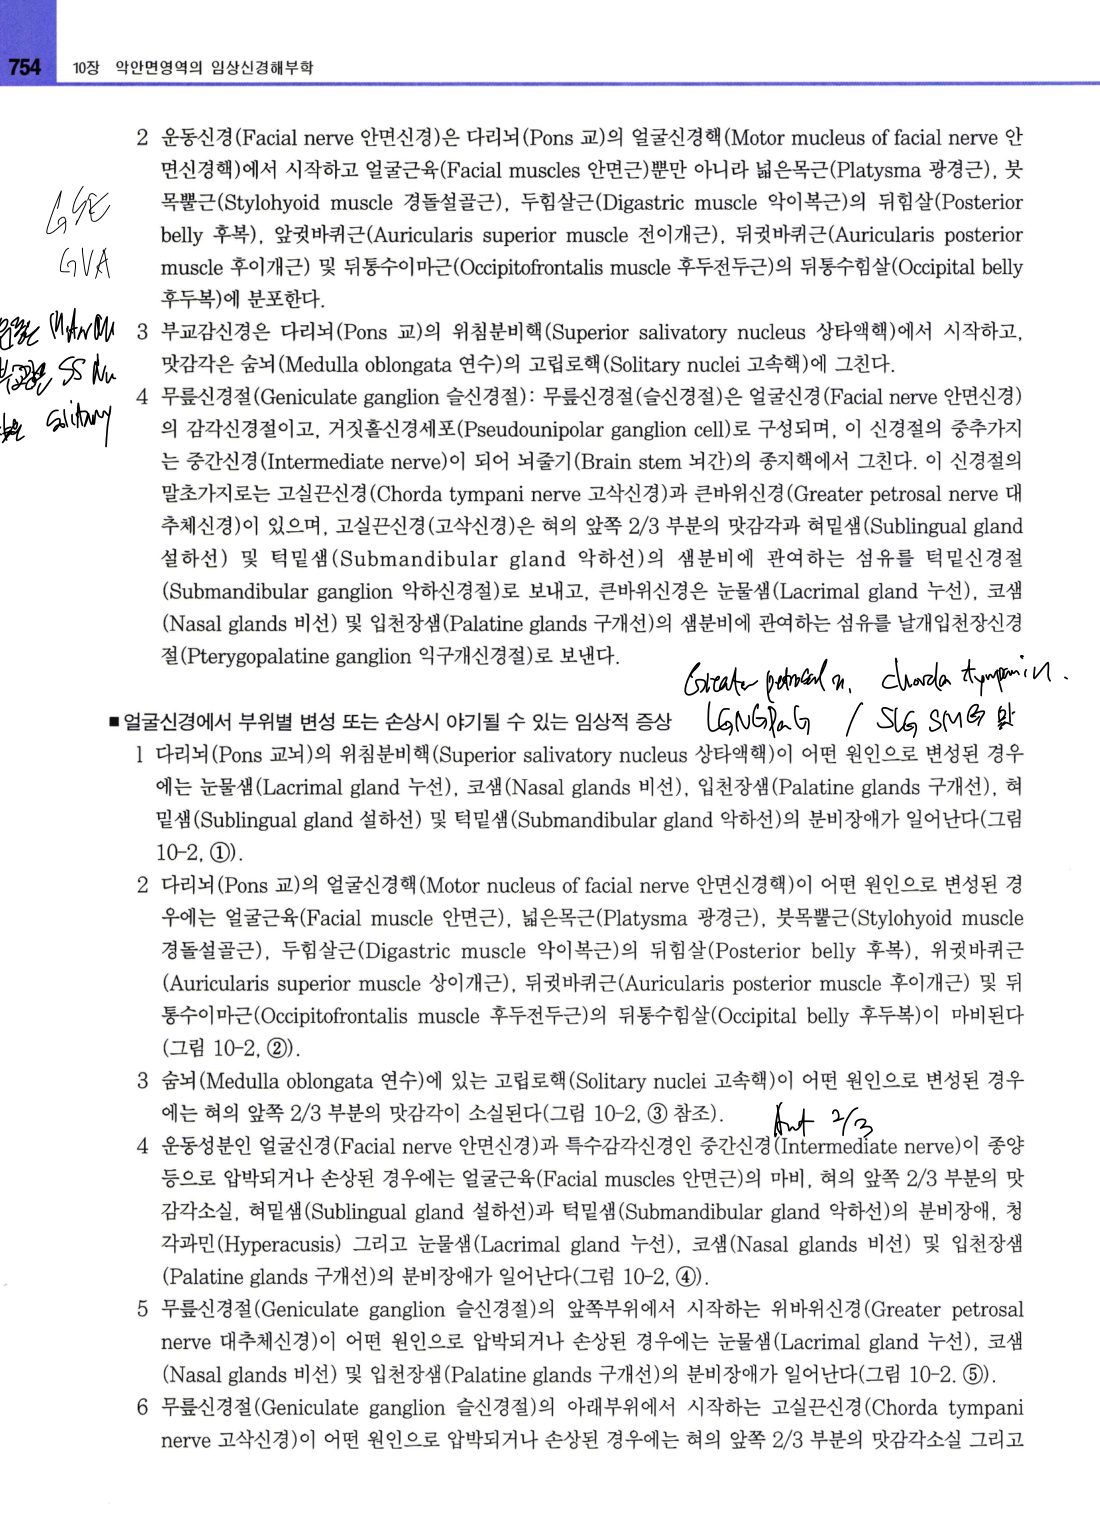 754 10장 악안면영역의 임상신경해부학
2 운동신경(Facial nerve 안면신경)은 다리뇌(Pons 교)의 얼굴신경핵(Motor mucleus of facial nerve 안
면신경핵)에서 시작하고 얼굴근육(Facial muscles 안면근)뿐만 아니라 넓은목근(Platysma 광경근), 붓
목뿔근(Stylohyoid muscle 경돌설골근), 두힘살근(Digastric muscle 악이복근)의 뒤힘살(Posterior
belly 후복), 앞귓바퀴근(Auricularis superior muscle 전이개근), 뒤귓바퀴근(Auricularis posterior
muscle 후이개근) 및 뒤통수이마근(Occipitofrontalis muscle 후두전두근)의 뒤통수힘살(Occipital belly
후두복)에 분포한다.
GSE
GVA
3 부교감신경은 다리뇌(Pons 교)의 위침분비핵(Superior salivatory nucleus 상타액핵)에서 시작하고,
맛감각은 숨뇌(Medulla oblongata 연수)의 고립로핵(Solitary nuclei 고속핵)에 그친다.
SS Nu
Solitary
4 무릎신경절(Geniculate ganglion 슬신경절): 무릎신경절(슬신경절)은 얼굴신경(Facial nerve 안면신경)
의 감각신경절이고, 거짓홀신경세포(Pseudounipolar ganglion cell)로 구성되며, 이 신경절의 중추가지
는 중간신경(Intermediate nerve)이 되어 뇌줄기(Brain stem 뇌간)의 종지핵에서 그친다. 이 신경절의
말초가지로는 고실끈신경(Chorda tympani nerve 고삭신경)과 큰바위신경(Greater petrosal nerve 대
추체신경)이 있으며, 고실끈신경(고삭신경)은 혀의 앞쪽 2/3 부분의 맛감각과 혀밑샘(Sublingual gland
설하선) 및 턱밑샘(Submandibular gland 악하선)의 샘분비에 관여하는 섬유를 턱밑신경절
(Submandibular ganglion 악하신경절)로 보내고, 큰바위신경은 눈물샘(Lacrimal gland 누선), 코샘
(Nasal glands 비선) 및 입천장샘(Palatine glands 구개선)의 샘분비에 관여하는 섬유를 날개입천장신경
절(Pterygopalatine ganglion 익구개신경절)로 보낸다.
Greater petrosal n. chorda tympani n.
LGNGPaG / SLG SMG 맛
■ 얼굴신경에서 부위별 변성 또는 손상시 야기될 수 있는 임상적 증상
1 다리뇌(Pons 교뇌)의 위침분비핵(Superior salivatory nucleus 상타액핵)이 어떤 원인으로 변성된 경우
에는 눈물샘(Lacrimal gland 누선), 코샘(Nasal glands 비선), 입천장샘(Palatine glands 구개선), 혀
밑샘(Sublingual gland 설하선) 및 턱밑샘(Submandibular gland 악하선)의 분비장애가 일어난다(그림
10-2, ①).
2 다리뇌(Pons 교)의 얼굴신경핵(Motor nucleus of facial nerve 안면신경핵)이 어떤 원인으로 변성된 경
우에는 얼굴근육(Facial muscle 안면근), 넓은목근(Platysma 광경근), 붓목뿔근(Stylohyoid muscle
경돌설골근), 두힘살근(Digastric muscle 악이복근)의 뒤힘살(Posterior belly 후복), 위귓바퀴근
(Auricularis superior muscle 상이개근), 뒤귓바퀴근(Auricularis posterior muscle 후이개근) 및 뒤
통수이마근(Occipitofrontalis muscle 후두전두근)의 뒤통수힘살(Occipital belly 후두복)이 마비된다
(그림 10-2, ②).
3 숨뇌(Medulla oblongata 연수)에 있는 고립로핵(Solitary nuclei 고속핵)이 어떤 원인으로 변성된 경우
에는 혀의 앞쪽 2/3 부분의 맛감각이 소실된다(그림 10-2, ③ 참조).
Ant 2/3
4 운동성분인 얼굴신경(Facial nerve 안면신경)과 특수감각신경인 중간신경(Intermediate nerve)이 종양
등으로 압박되거나 손상된 경우에는 얼굴근육(Facial muscles 안면근)의 마비, 혀의 앞쪽 2/3 부분의 맛
감각소실, 혀밑샘(Sublingual gland 설하선)과 턱밑샘(Submandibular gland 악하선)의 분비장애, 청
각과민(Hyperacusis) 그리고 눈물샘(Lacrimal gland 누선), 코샘(Nasal glands 비선) 및 입천장샘
(Palatine glands 구개선)의 분비장애가 일어난다(그럼 10-2, ④).
5 무릎신경절(Geniculate ganglion 슬신경절)의 앞쪽부위에서 시작하는 위바위신경(Greater petrosal
nerve 대추체신경)이 어떤 원인으로 압박되거나 손상된 경우에는 눈물샘(Lacrimal gland 누선), 코샘
(Nasal glands 비선) 및 입천장샘(Palatine glands 구개선)의 분비장애가 일어난다(그림 10-2. ⑤).
6 무릎신경절(Geniculate ganglion 슬신경절)의 아래부위에서 시작하는 고실끈신경(Chorda tympani
nerve 고삭신경)이 어떤 원인으로 압박되거나 손상된 경우에는 혀의 앞쪽 2/3 부분의 맛감각소실 그리고